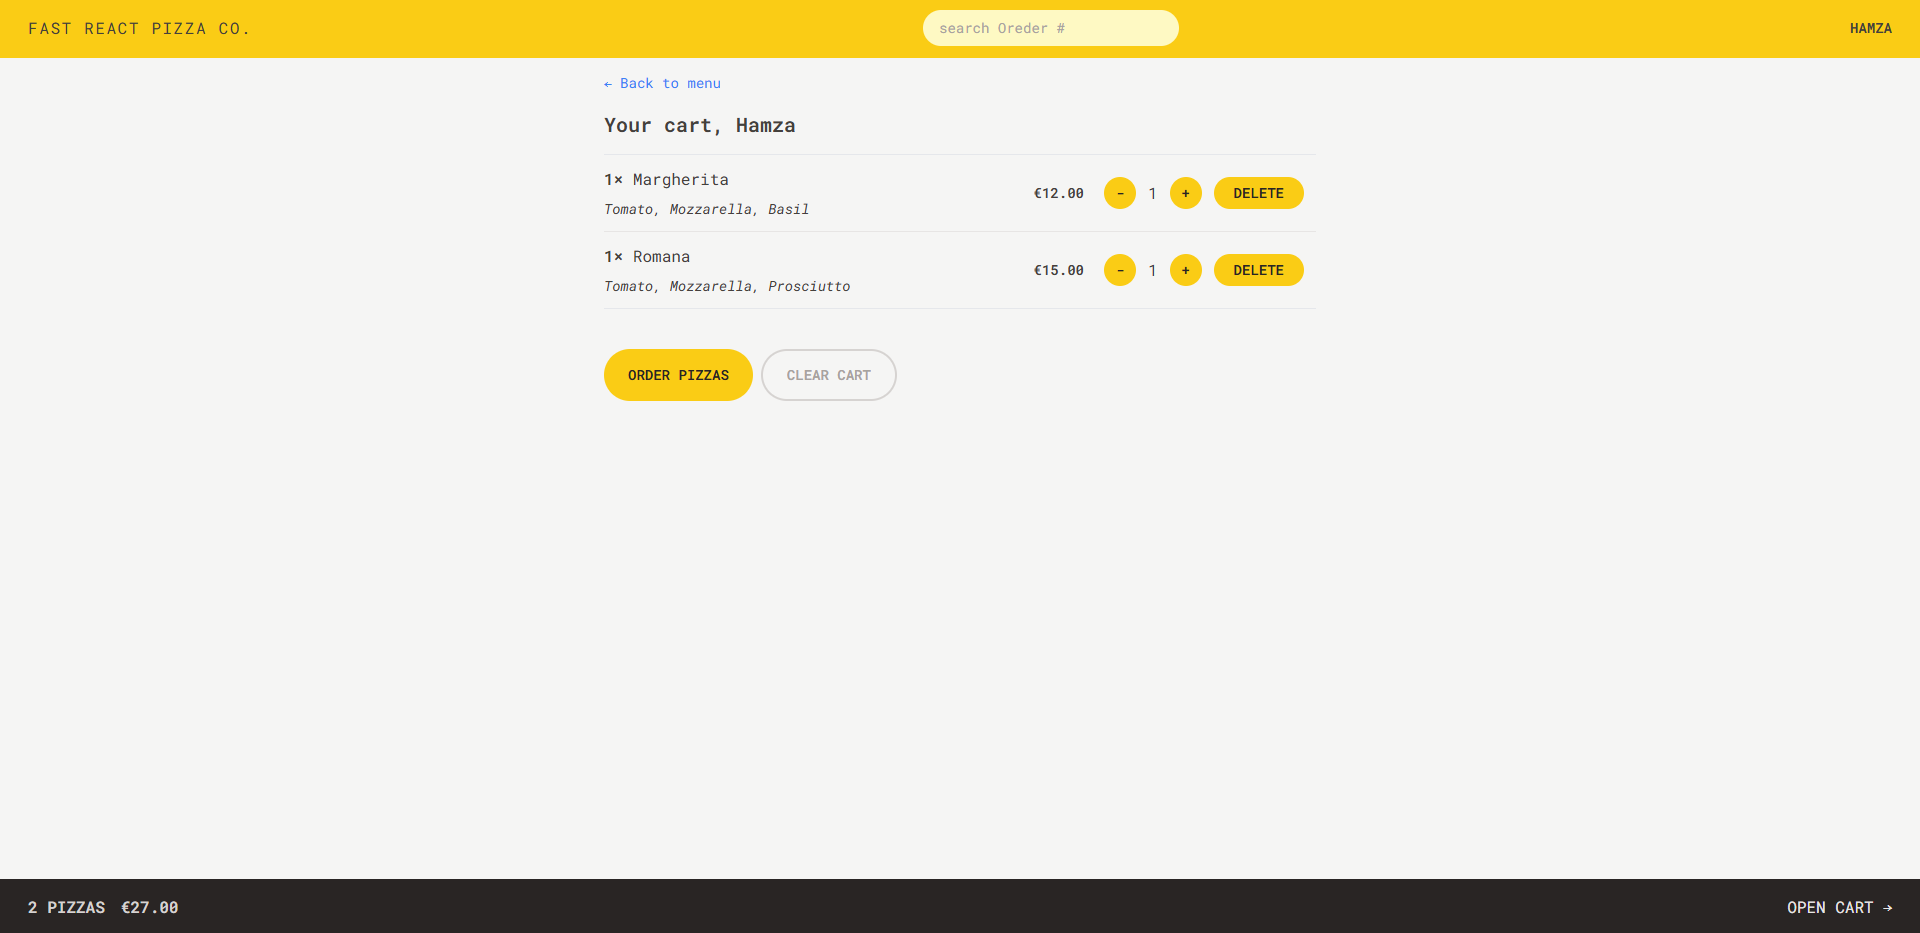 FAST REACT PIZZA CO.
search Oreder #
HAMZA
← Back to menu
Your cart, Hamza
1× Margherita
Tomato, Mozzarella, Basil
€12.00 - 1 + DELETE
1× Romana
Tomato, Mozzarella, Prosciutto
€15.00 - 1 + DELETE
ORDER PIZZAS
CLEAR CART
2 PIZZAS €27.00
OPEN CART →